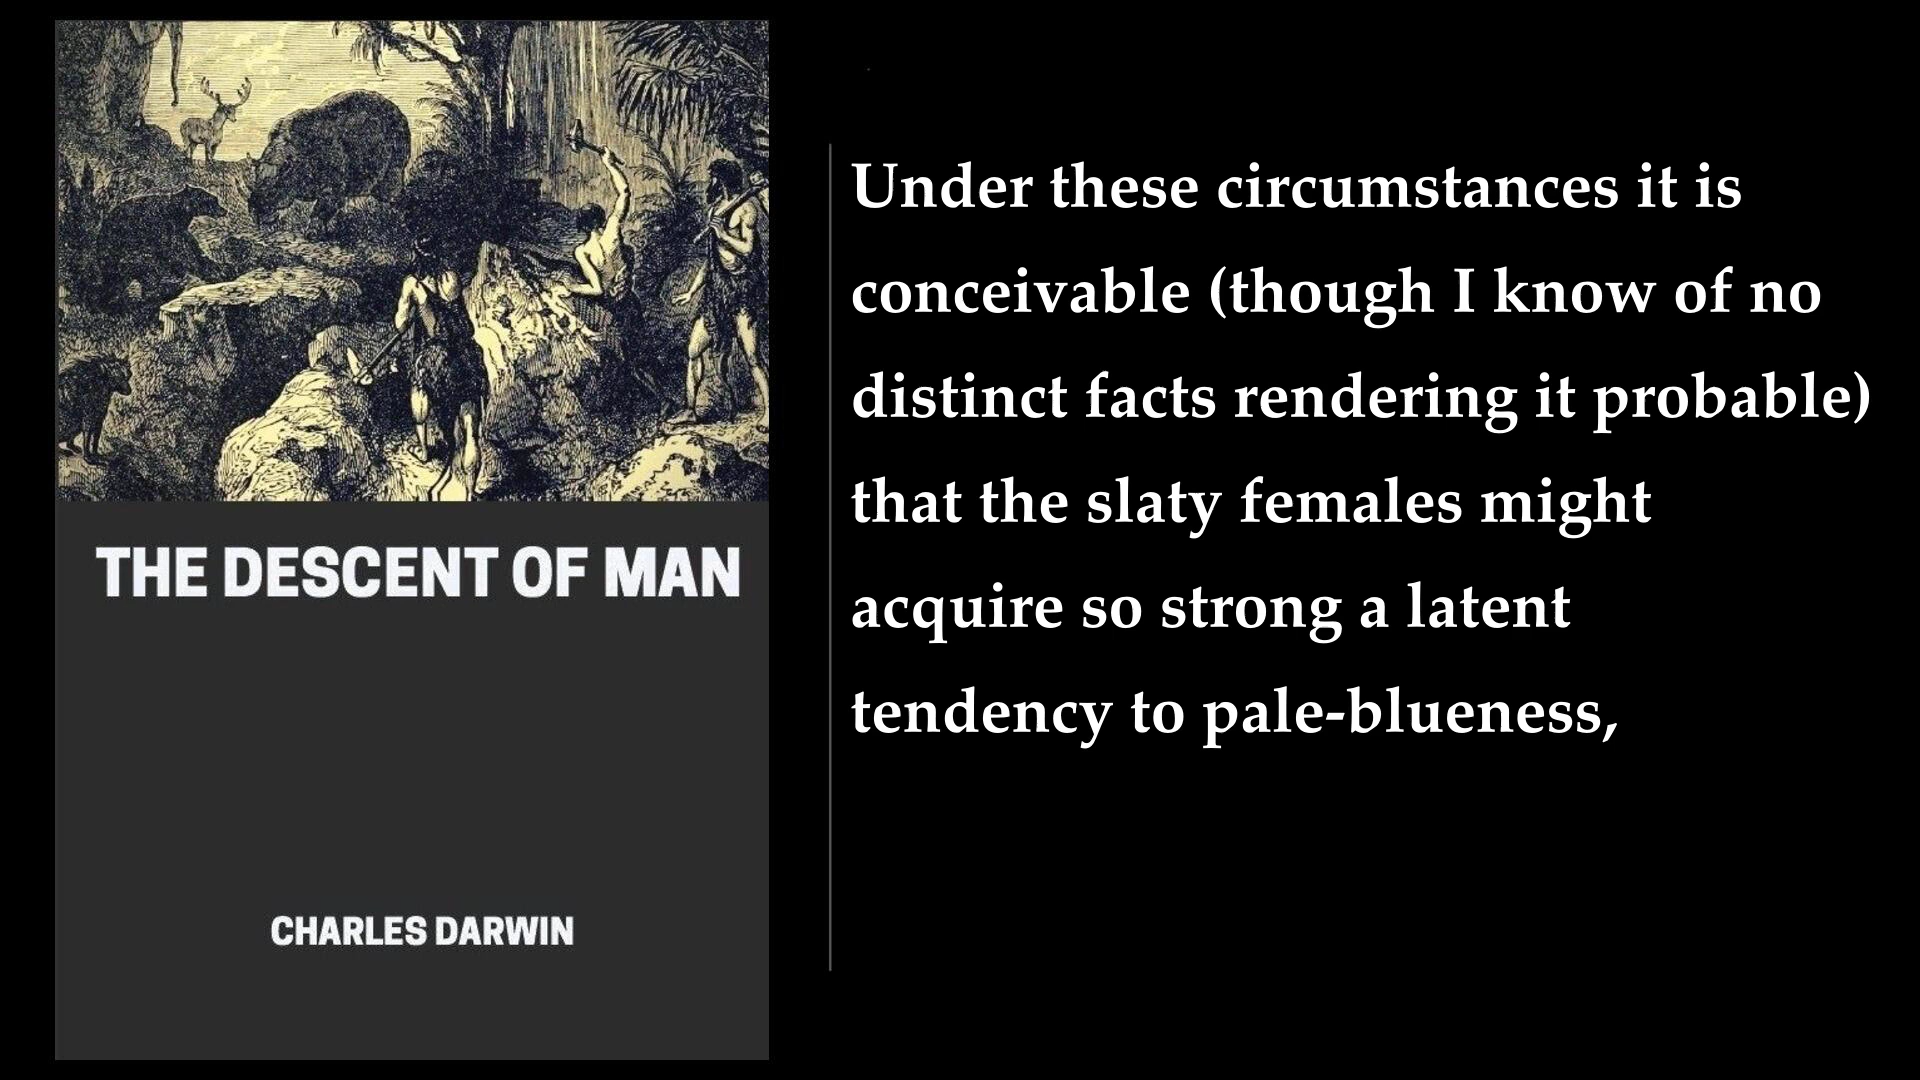 THE DESCENT OF MAN
CHARLES DARWIN
Under these circumstances it is
conceivable (though I know of no
distinct facts rendering it probable)
that the slaty females might
acquire so strong a latent
tendency to pale-blueness,